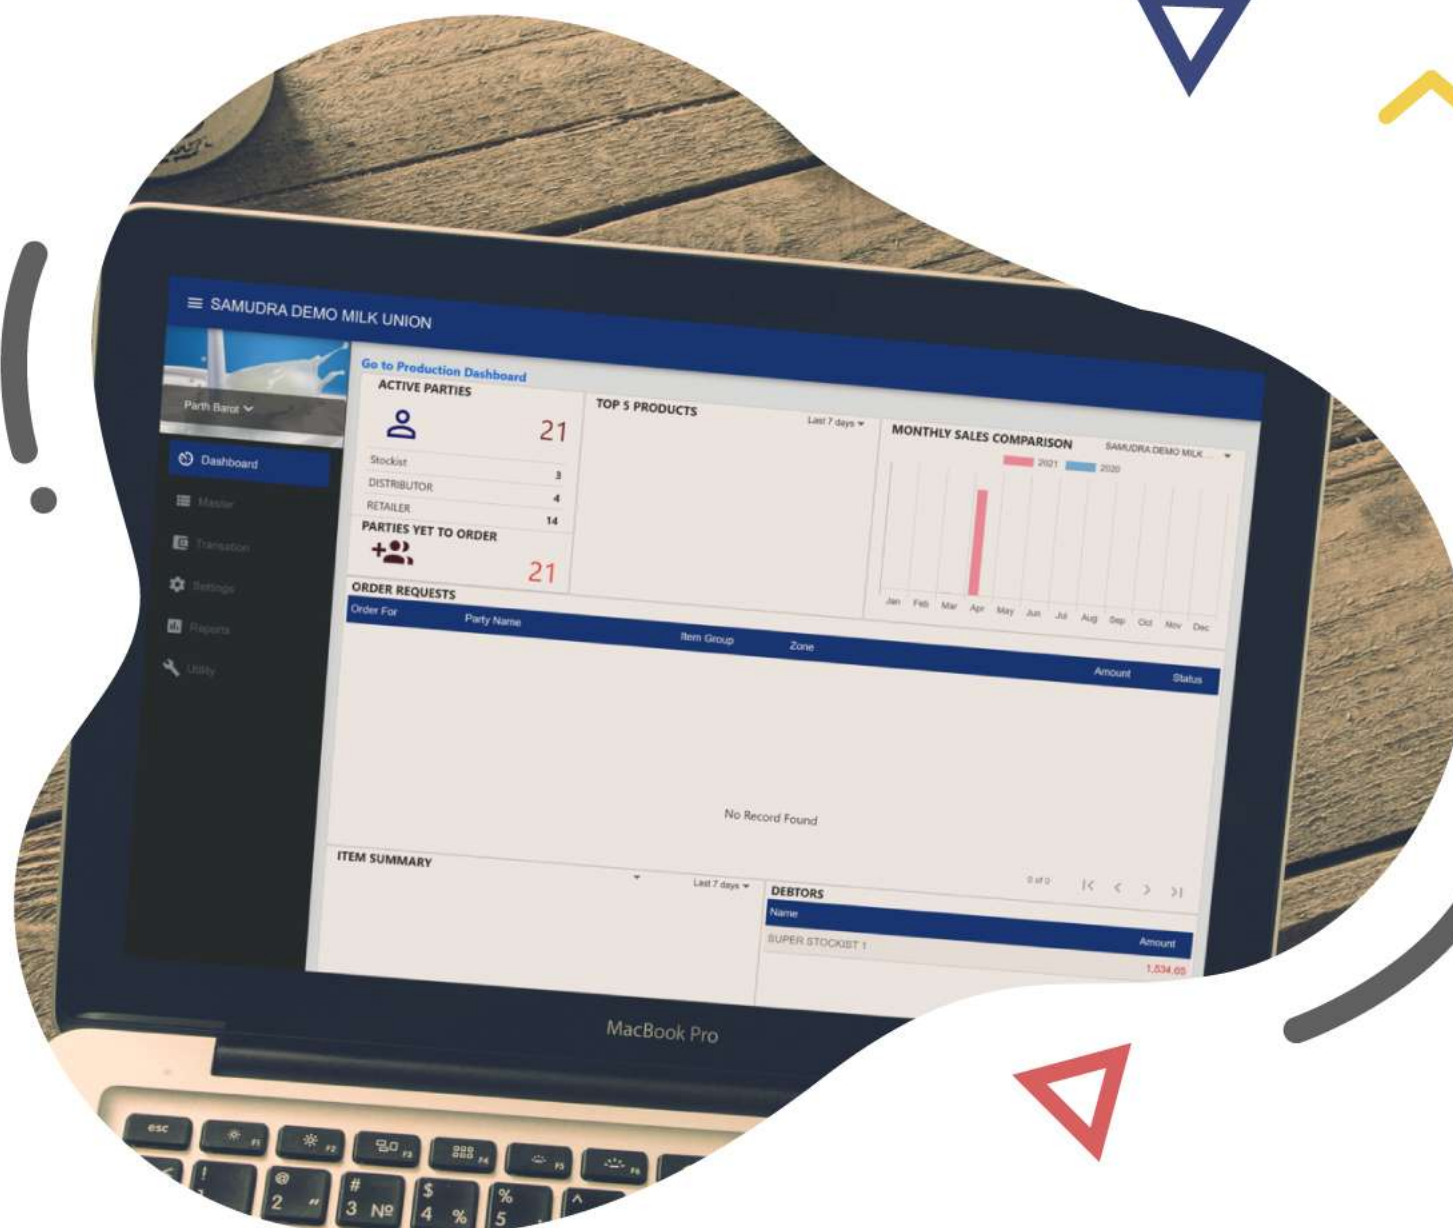 SAMUDRA DEMO MILK UNION
Parth Barot
Dashboard
Master
Transation
Settings
Reports
Utility
Go to Production Dashboard
ACTIVE PARTIES
21
Stockist 3
DISTRIBUTOR 4
RETAILER 14
PARTIES YET TO ORDER
21
TOP 5 PRODUCTS Last 7 days
MONTHLY SALES COMPARISON SAMUDRA DEMO MILK ...
2021 2020
Jan Feb Mar Apr May Jun Jul Aug Sep Oct Nov Dec
ORDER REQUESTS
Order For Party Name Item Group Zone Amount Status
No Record Found
0 of 0
ITEM SUMMARY Last 7 days
DEBTORS
Name Amount
SUPER STOCKIST 1 1,534.05
MacBook Pro
esc F1 F2 F3 F4 F5 F6
! @ # $ % ^
2 " 3 № 4 % 5